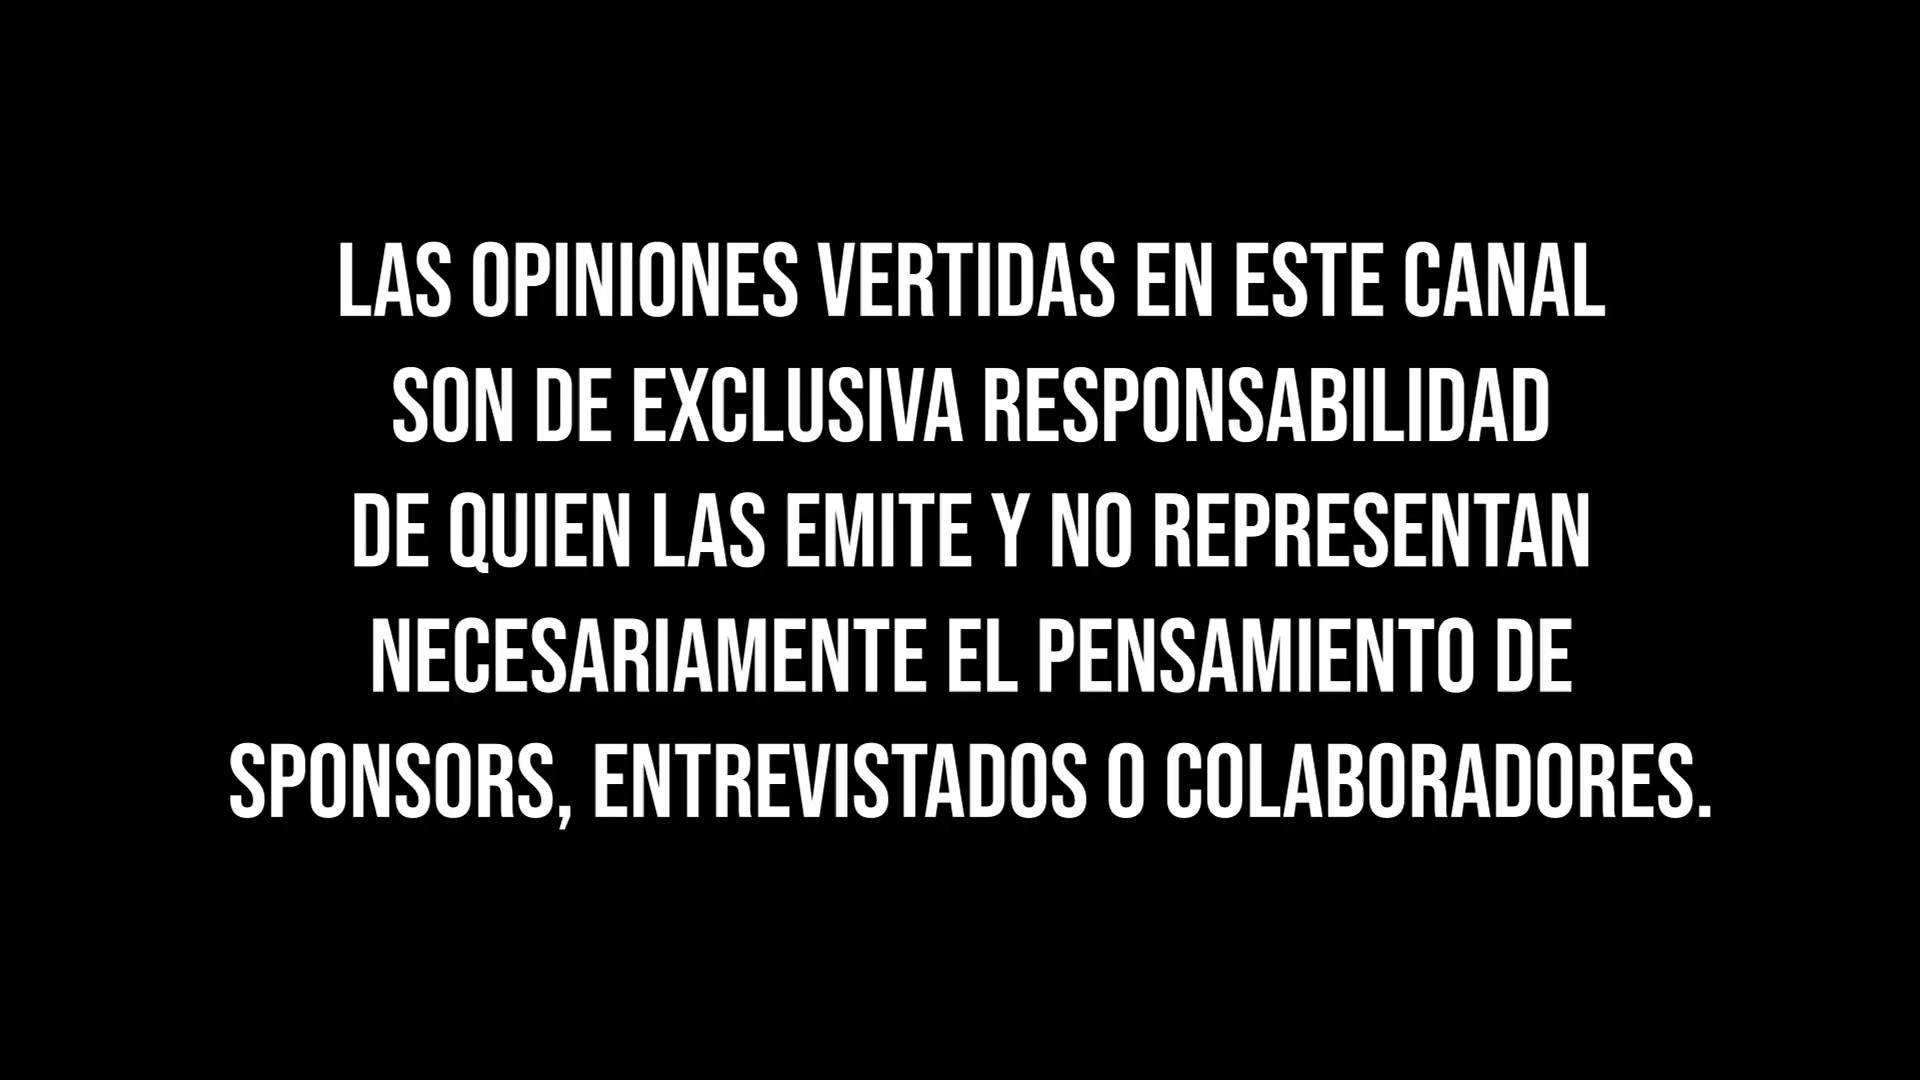 LAS OPINIONES VERTIDAS EN ESTE CANAL
SON DE EXCLUSIVA RESPONSABILIDAD
DE QUIEN LAS EMITE Y NO REPRESENTAN
NECESARIAMENTE EL PENSAMIENTO DE
SPONSORS, ENTREVISTADOS O COLABORADORES.